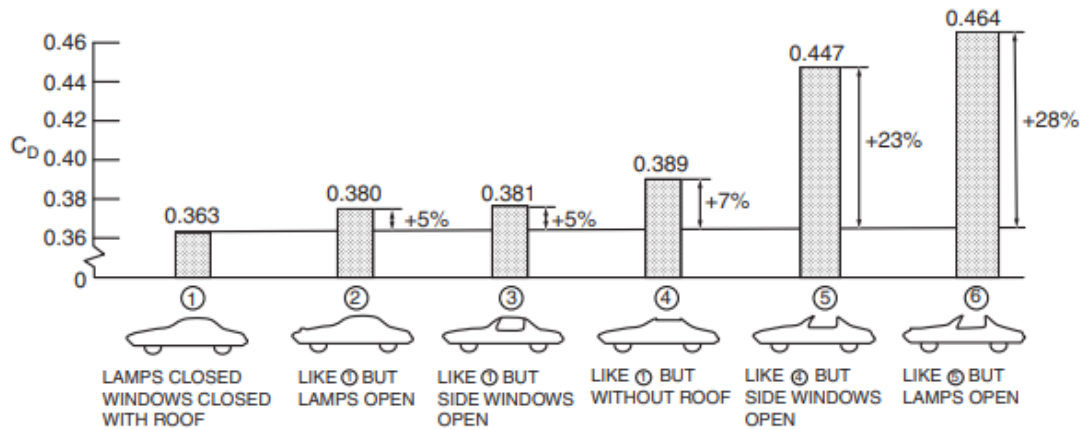 0.46
0.44
0.42
C_D 0.40
0.38
0.36
0
0.363
0.380
+5%
0.381
+5%
0.389
+7%
0.447
+23%
0.464
+28%
① ② ③ ④ ⑤ ⑥
LAMPS CLOSED
WINDOWS CLOSED
WITH ROOF
LIKE ① BUT
LAMPS OPEN
LIKE ① BUT
SIDE WINDOWS
OPEN
LIKE ① BUT
WITHOUT ROOF
LIKE ④ BUT
SIDE WINDOWS
OPEN
LIKE ⑤ BUT
LAMPS OPEN